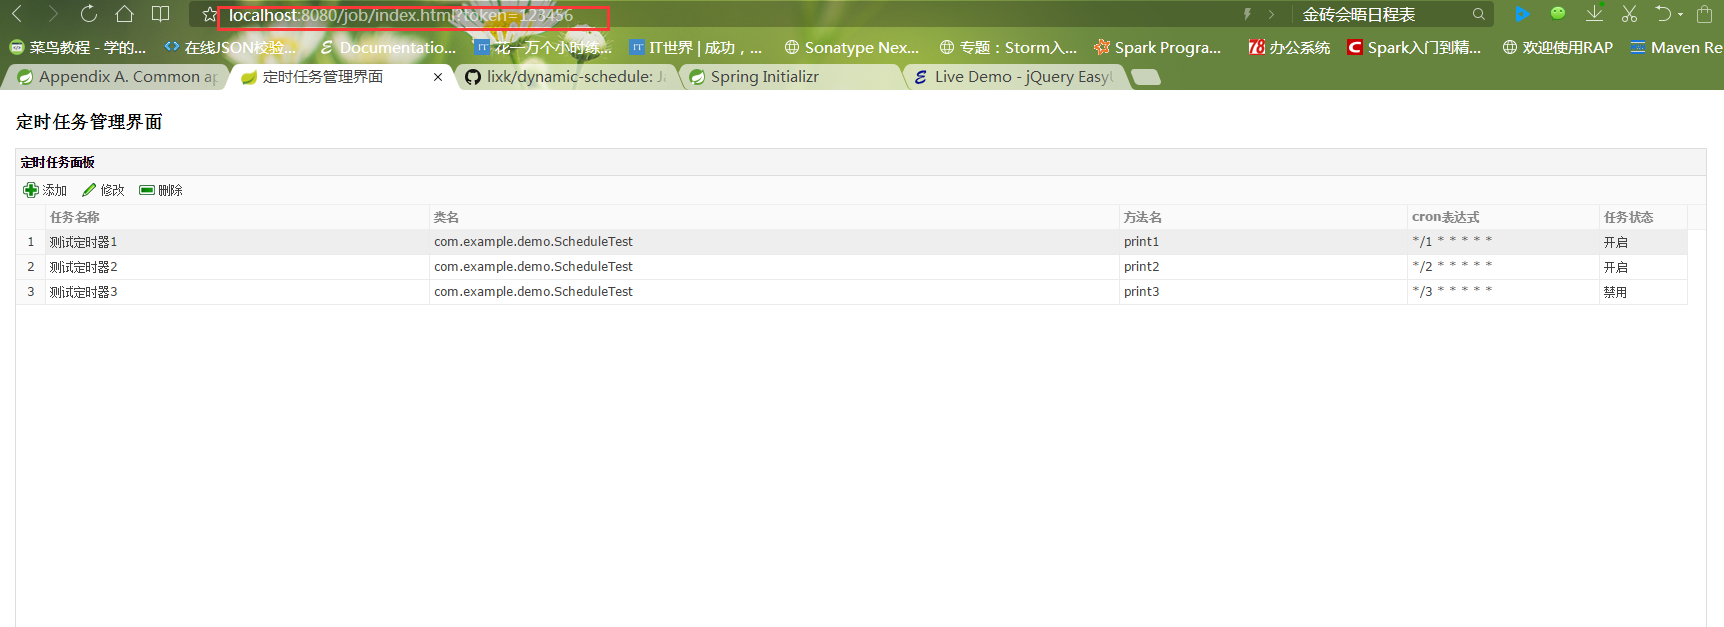 localhost:8080/job/index.html?token=123456 金砖会晤日程表
菜鸟教程 - 学的... 在线JSON校验... Documentatio... 花一万个小时练... IT世界 | 成功，... Sonatype Nex... 专题：Storm入... Spark Progra... 办公系统 Spark入门到精... 欢迎使用RAP Maven Re
Appendix A. Common ap 定时任务管理界面 × lixk/dynamic-schedule: Ja Spring Initializr Live Demo - jQuery EasyU
定时任务管理界面
定时任务面板
添加 修改 删除
任务名称 类名 方法名 cron表达式 任务状态
1 测试定时器1 com.example.demo.ScheduleTest print1 */1 * * * * * 开启
2 测试定时器2 com.example.demo.ScheduleTest print2 */2 * * * * * 开启
3 测试定时器3 com.example.demo.ScheduleTest print3 */3 * * * * * 禁用